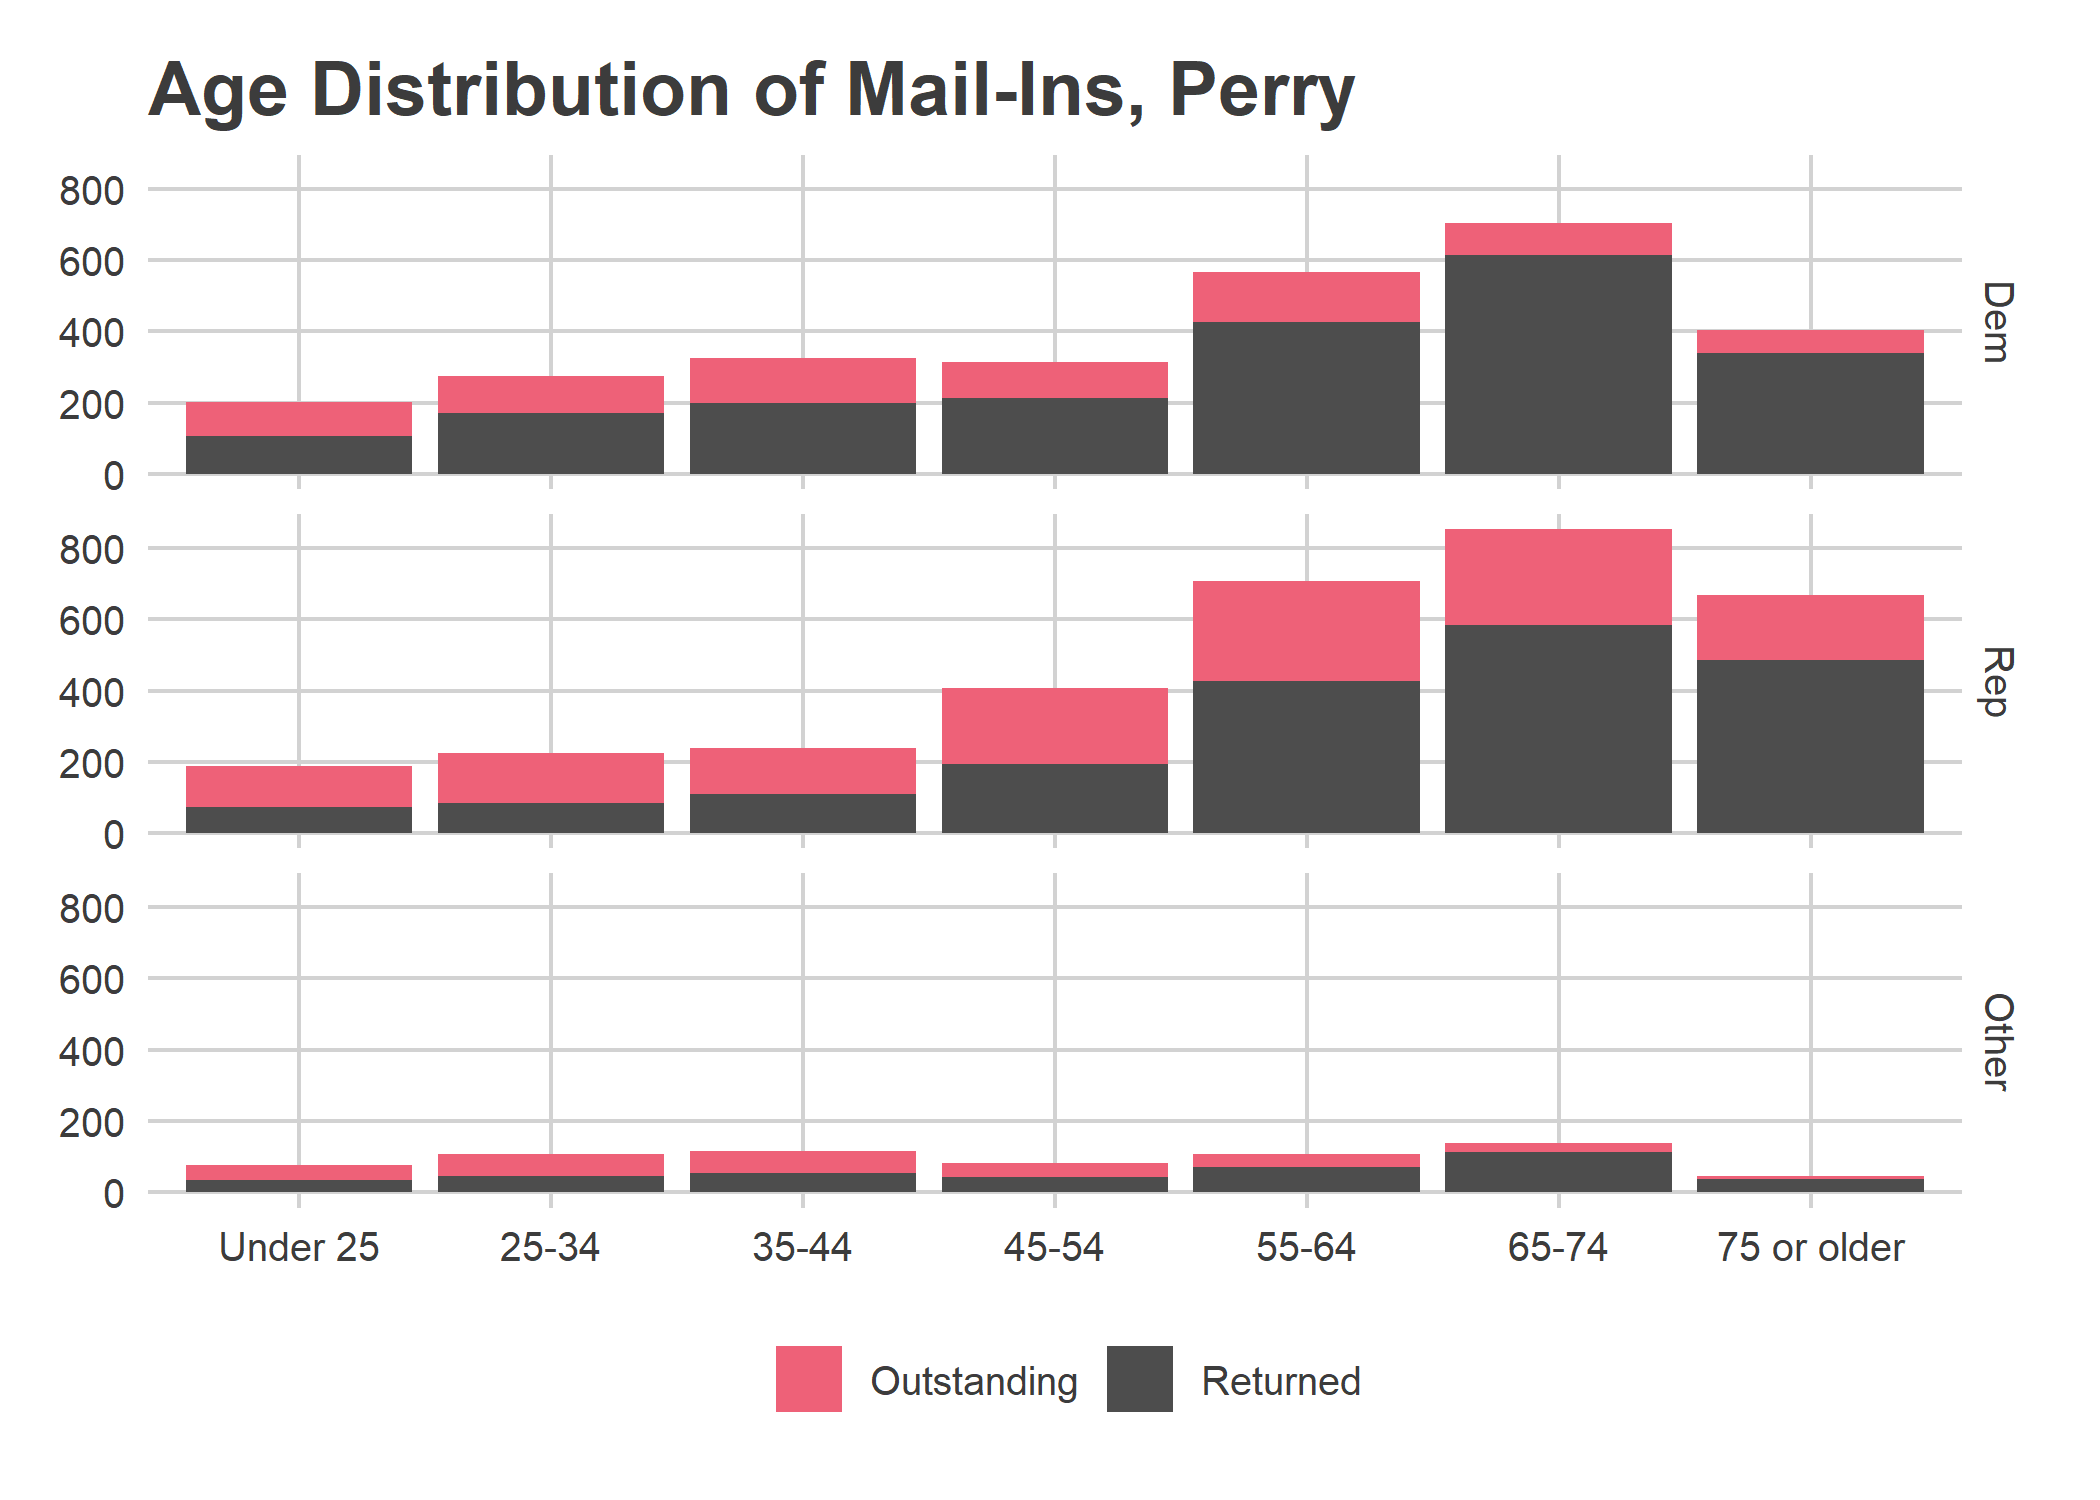 Age Distribution of Mail-Ins, Perry
800
600
400
200
0
Dem
800
600
400
200
0
Rep
800
600
400
200
0
Other
Under 25 25-34 35-44 45-54 55-64 65-74 75 or older
Outstanding Returned